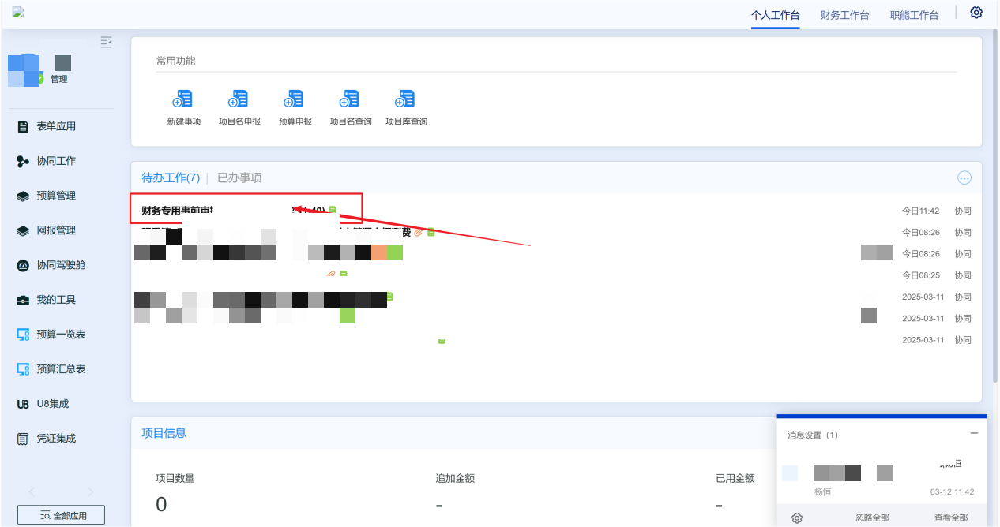 个人工作台 财务工作台 职能工作台
管理
表单应用
协同工作
预算管理
网报管理
协同驾驶舱
我的工具
预算一览表
预算汇总表
U8 U8集成
凭证集成
全部应用
常用功能
新建事项 项目名申报 预算申报 项目名查询 项目库查询
待办工作(7) | 已办事项
财务专用事前审 今日11:42 协同
费 今日08:26 协同
今日08:26 协同
今日08:25 协同
2025-03-11 协同
2025-03-11 协同
2025-03-11 协同
项目信息
项目数量 追加金额 已用金额
0 - -
消息设置（1）
杨恒 03-12 11:42
忽略全部 查看全部